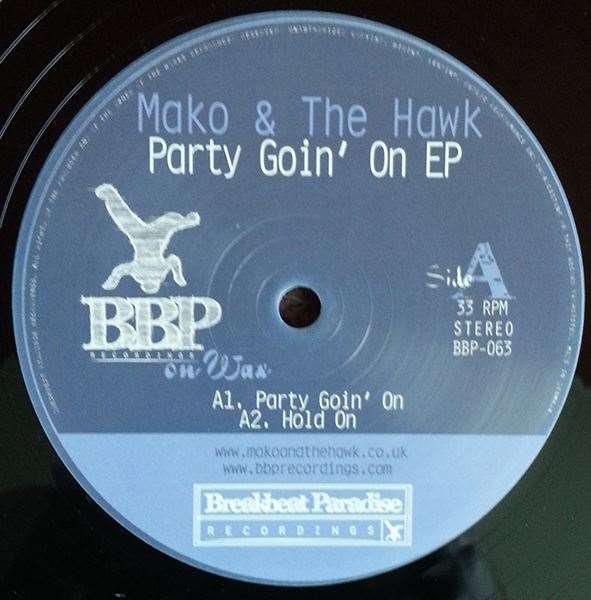 Mako & The Hawk
Party Goin' On EP
BBP
RECORDINGS
on Wax
Side A
33 RPM
STEREO
BBP-063
A1. Party Goin' On
A2. Hold On
www.makoandthehawk.co.uk
www.bbprecordings.com
Breakbeat Paradise
RECORDINGS